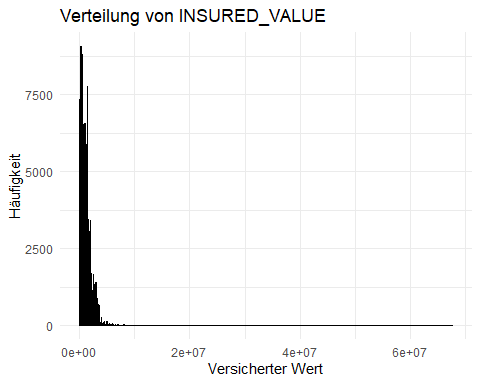 Verteilung von INSURED_VALUE
Häufigkeit
7500
5000
2500
0
0e+00 2e+07 4e+07 6e+07
Versicherter Wert